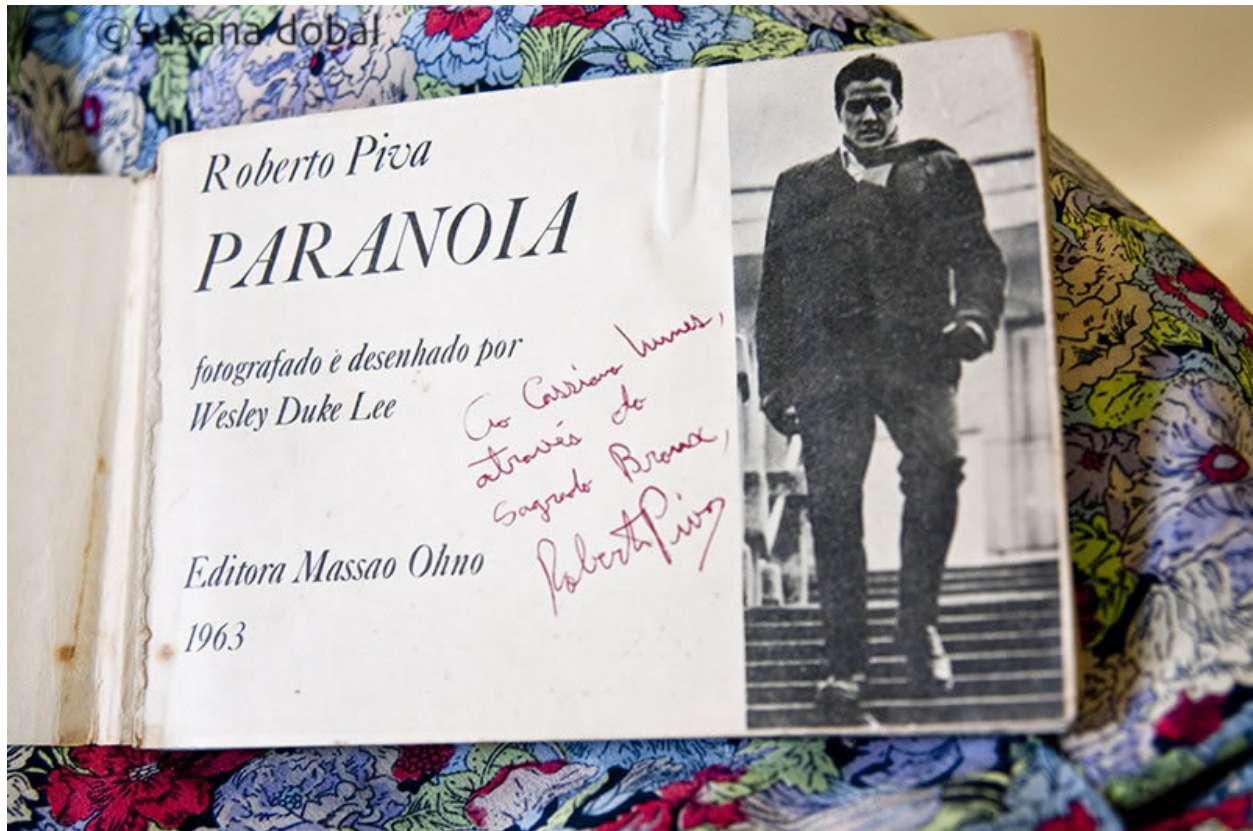 ©susana dobal
Roberto Piva
PARANOIA
fotografado e desenhado por
Wesley Duke Lee
Ao Cassiano Nunes,
através do
sagrado Bronx,
Roberto Piva
Editora Massao Ohno
1963